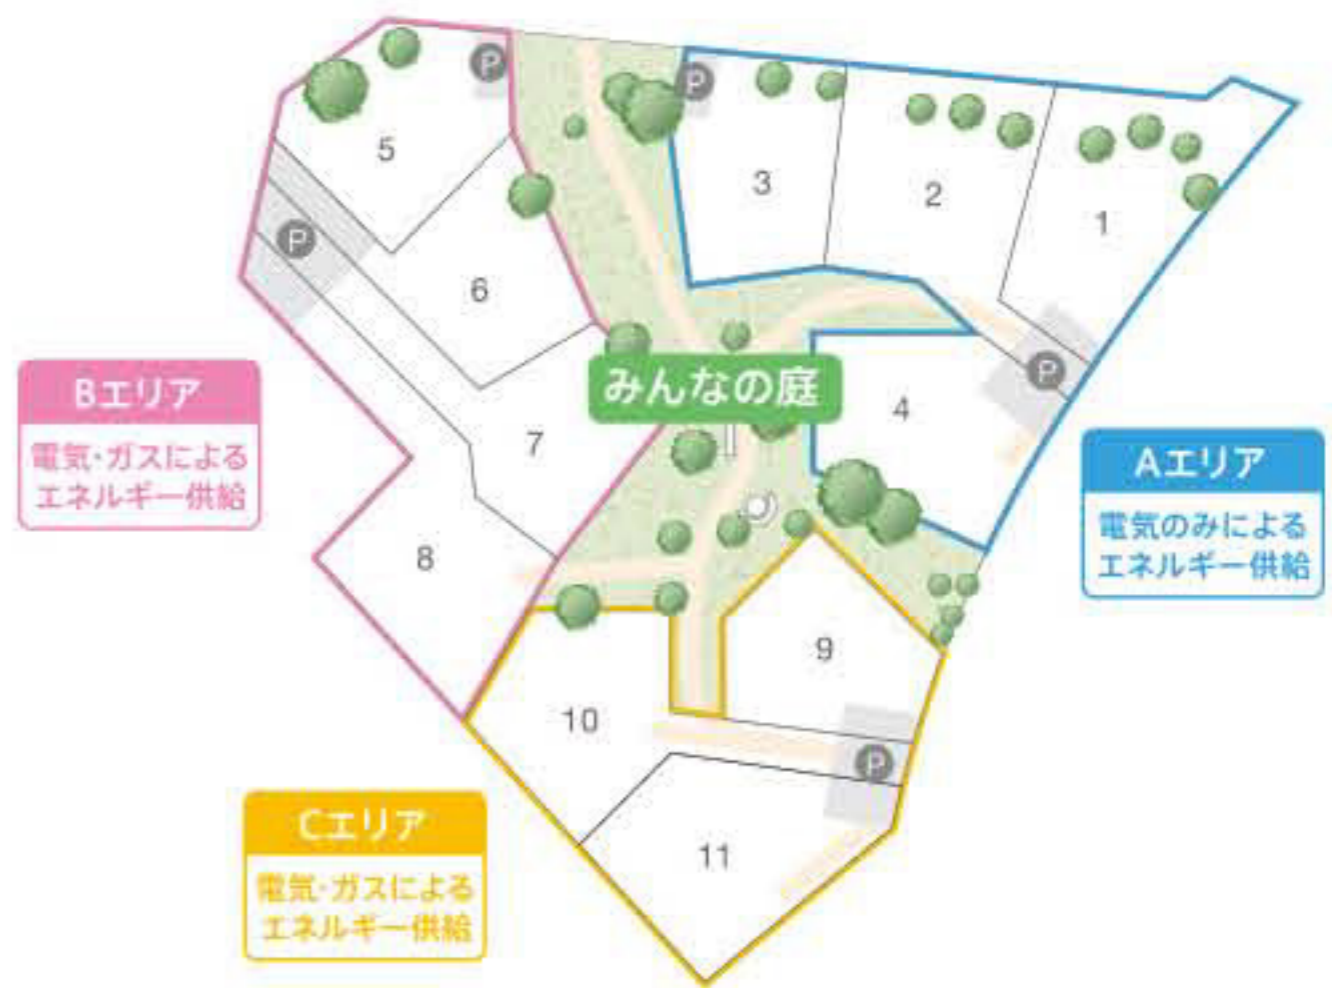 P
P
5
3
2
1
P
6
P
みんなの庭
4
7
Bエリア
電気・ガスによる
エネルギー供給
Aエリア
電気のみによる
エネルギー供給
8
9
10
P
11
Cエリア
電気・ガスによる
エネルギー供給